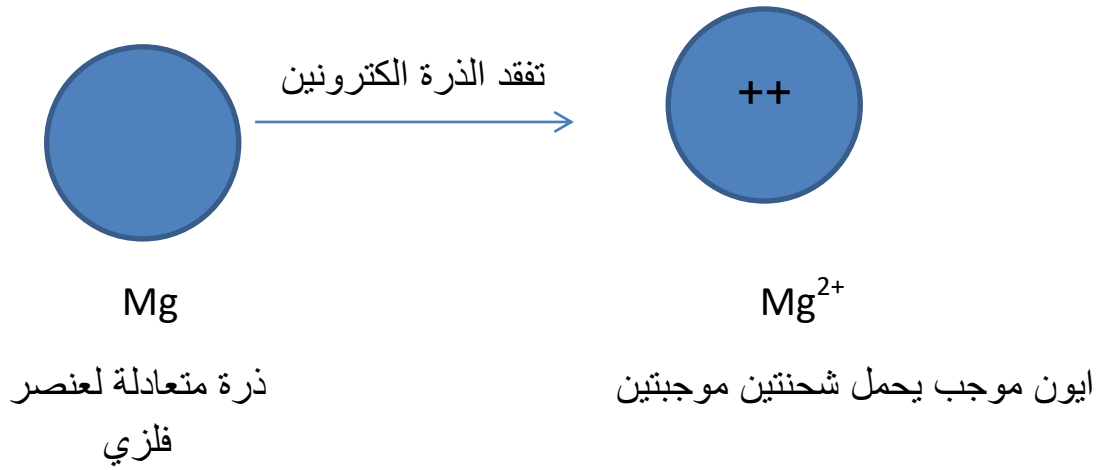 تفقد الذرة الكترونين
++
Mg
Mg²⁺
ذرة متعادلة لعنصر
فلزي
ايون موجب يحمل شحنتين موجبتين